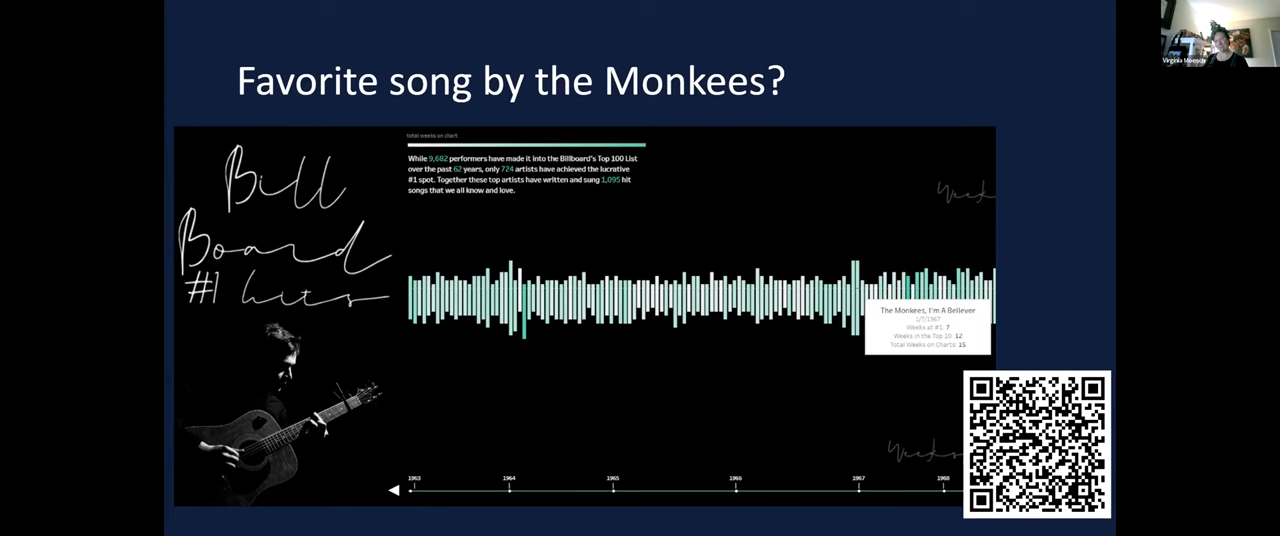 Favorite song by the Monkees?
Bill
Board
#1 hits
total weeks on chart
While 9,682 performers have made it into the Billboard's Top 100 List
over the past 62 years, only 724 artists have achieved the lucrative
#1 spot. Together these top artists have written and sung 1,095 hit
songs that we all know and love.
Week
The Monkees, I'm A Believer
1/7/1967
Weeks at #1: 7
Weeks in the Top 10: 12
Total Weeks on Charts: 15
Weeks
1963
1964
1965
1966
1967
1968
Virginia